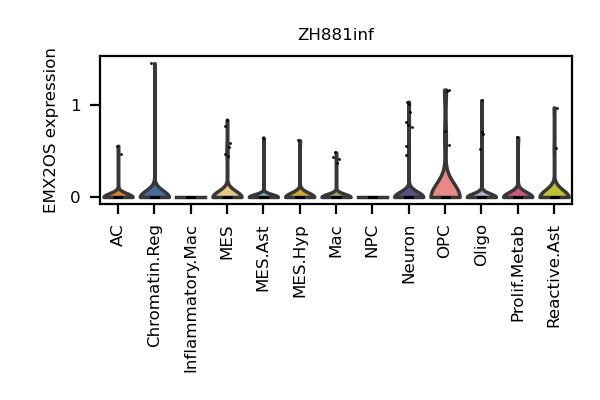 ZH881inf
EMX2OS expression
1
0
AC
Chromatin.Reg
Inflammatory.Mac
MES
MES.Ast
MES.Hyp
Mac
NPC
Neuron
OPC
Oligo
Prolif.Metab
Reactive.Ast